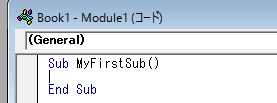 Book1 - Module1 (コード)
(General)
Sub MyFirstSub()
End Sub